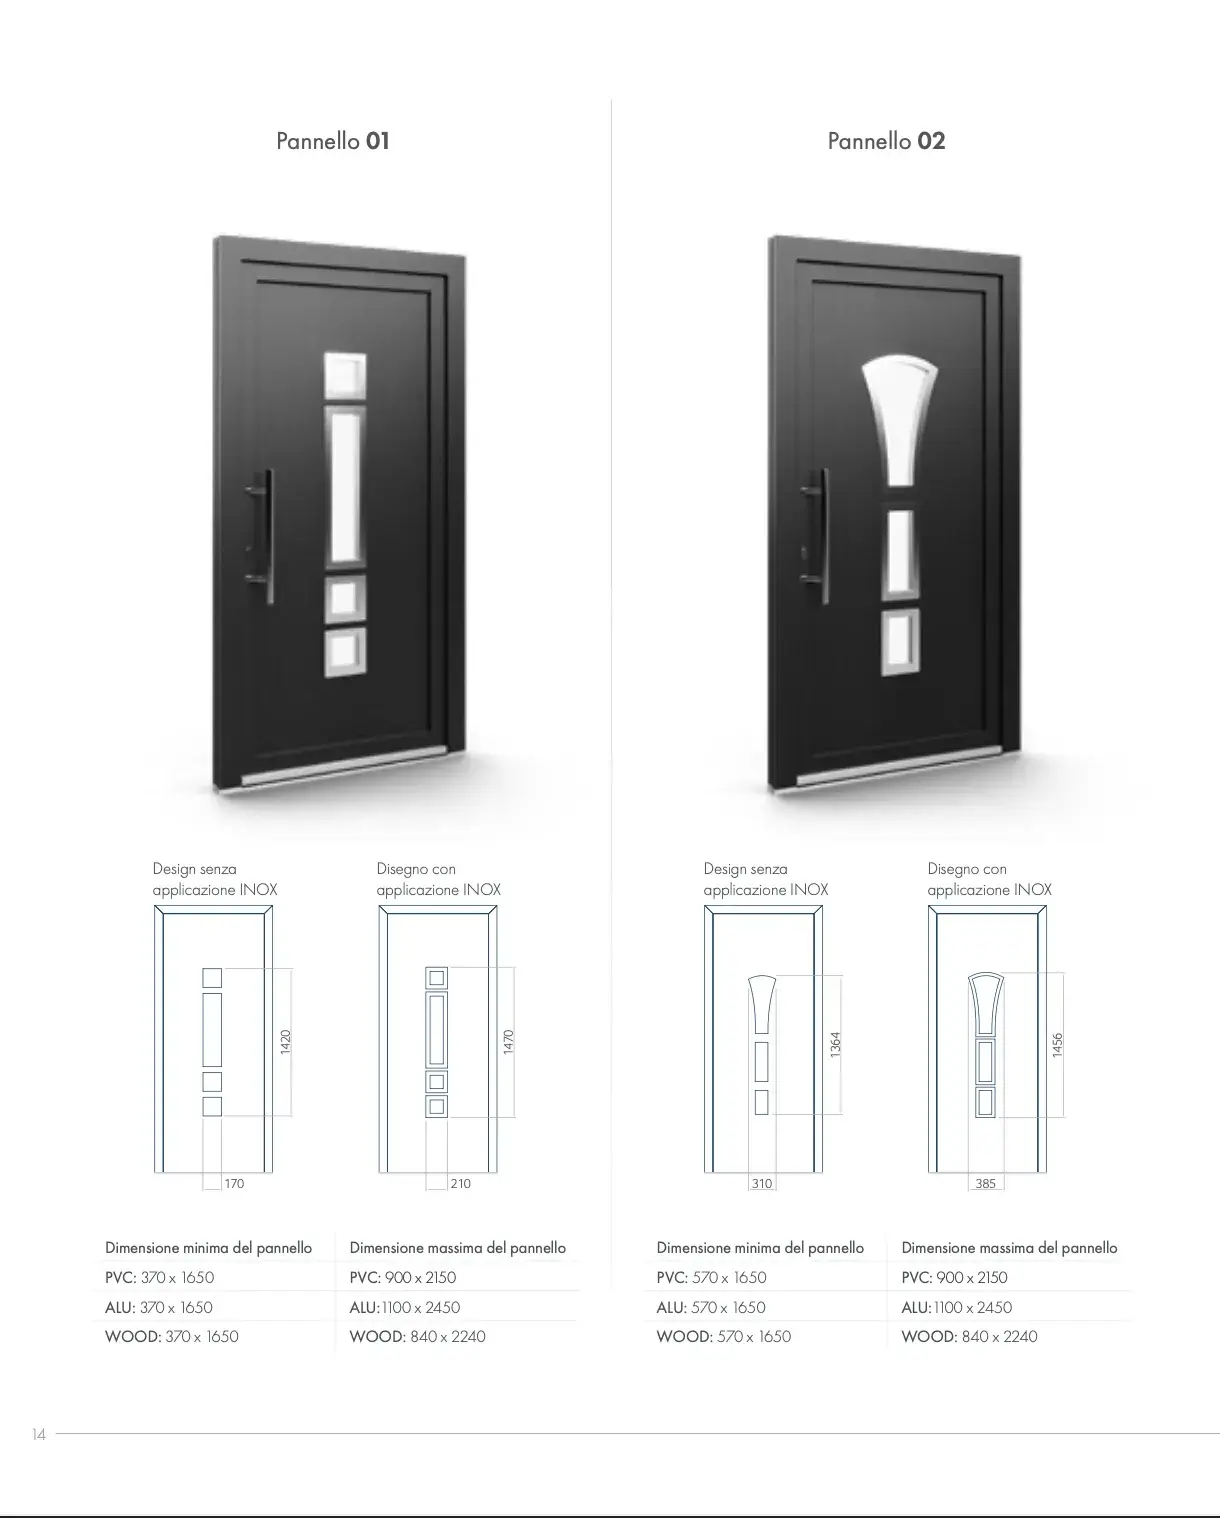 Pannello 01
Design senza
applicazione INOX
Disegno con
applicazione INOX
1420
1470
170
210
Dimensione minima del pannello
PVC: 370 x 1650
ALU: 370 x 1650
WOOD: 370 x 1650
Dimensione massima del pannello
PVC: 900 x 2150
ALU:1100 x 2450
WOOD: 840 x 2240
Pannello 02
Design senza
applicazione INOX
Disegno con
applicazione INOX
1364
1456
310
385
Dimensione minima del pannello
PVC: 570 x 1650
ALU: 570 x 1650
WOOD: 570 x 1650
Dimensione massima del pannello
PVC: 900 x 2150
ALU:1100 x 2450
WOOD: 840 x 2240
14